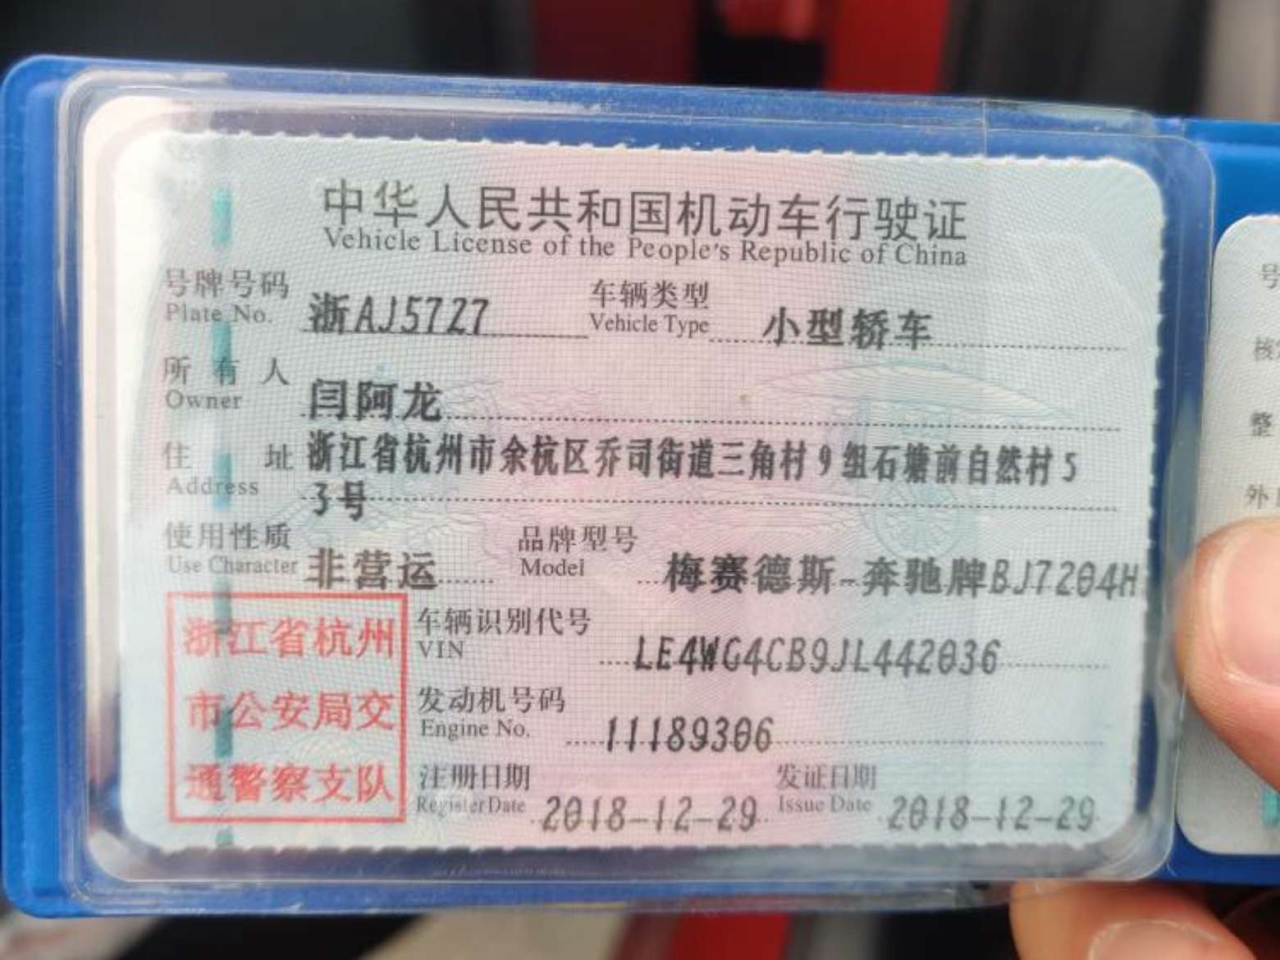 中华人民共和国机动车行驶证
Vehicle License of the People's Republic of China
号牌号码 浙AJ5727 车辆类型 小型轿车
Plate No. Vehicle Type
所有人 闫阿龙
Owner
住址 浙江省杭州市余杭区乔司街道三角村9组石塘前自然村5
Address 3号
使用性质 非营运 品牌型号 梅赛德斯-奔驰牌BJ7204H
Use Character Model
浙江省杭州
市公安局交
通警察支队
车辆识别代号
VIN LE4WG4CB9JL442036
发动机号码
Engine No. 11189306
注册日期 2018-12-29 发证日期 2018-12-29
Register Date Issue Date
号
核
整
外